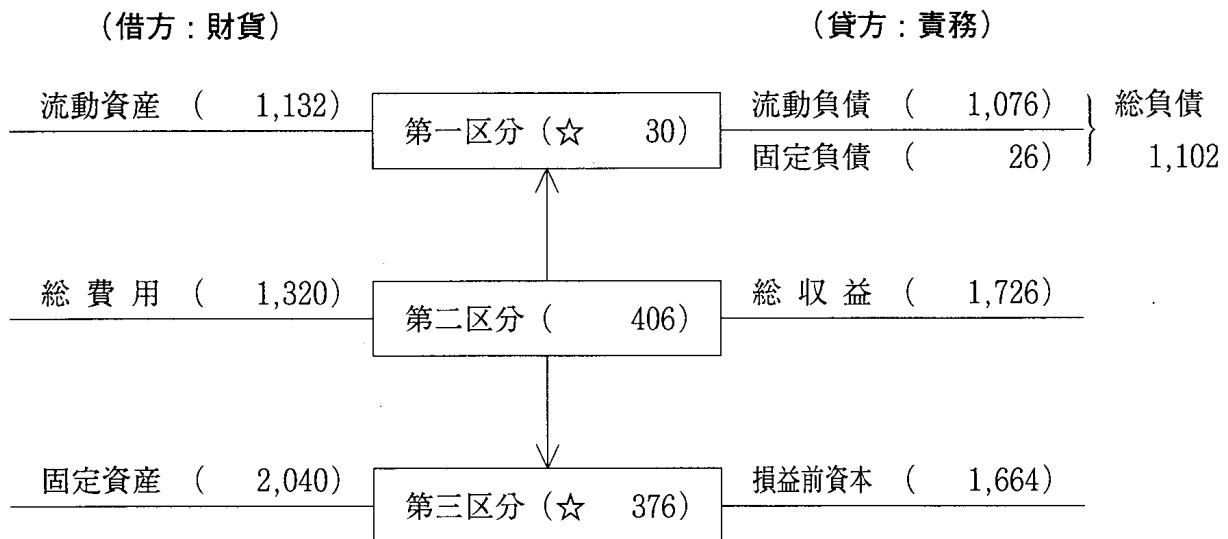 (借方:財貨) (貸方:責務)
流動資産 ( 1,132) 第一区分(☆ 30) 流動負債 ( 1,076) 総負債
固定負債 ( 26) 1,102
総費用 ( 1,320) 第二区分( 406) 総収益 ( 1,726)
固定資産 ( 2,040) 第三区分(☆ 376) 損益前資本 ( 1,664)